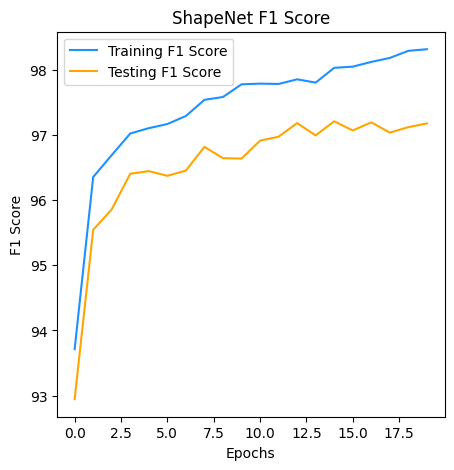 ShapeNet F1 Score
Training F1 Score
Testing F1 Score
98
97
96
95
94
93
F1 Score
0.0 2.5 5.0 7.5 10.0 12.5 15.0 17.5
Epochs